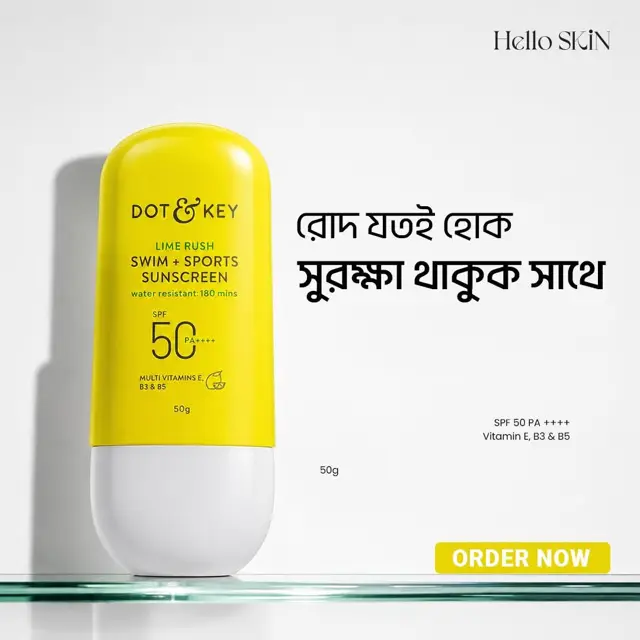 Hello SKiN
DOT & KEY
LIME RUSH
SWIM + SPORTS
SUNSCREEN
water resistant 180 mins
SPF
50 PA++++
MULTI VITAMINS E,
B3 & B5
50g
রোদ যতই হোক
সুরক্ষা থাকুক সাথে
SPF 50 PA ++++
Vitamin E, B3 & B5
50g
ORDER NOW